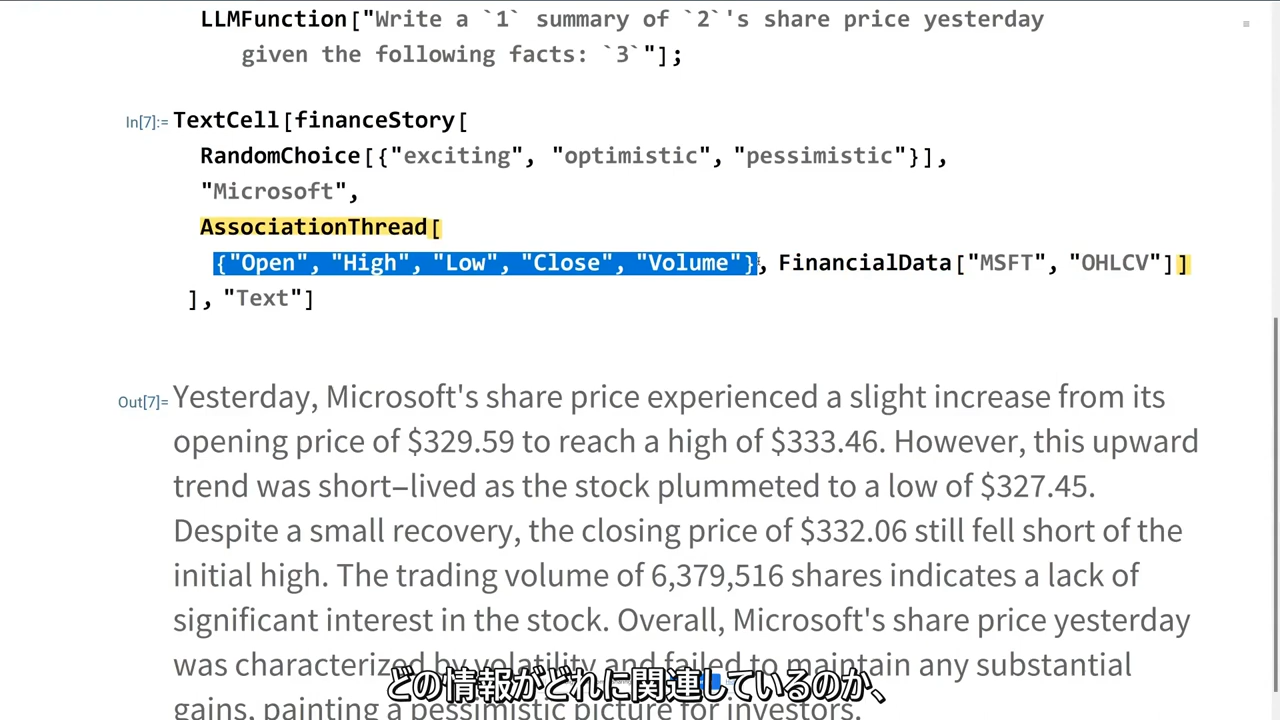 LLMFunction["Write a `1` summary of `2`'s share price yesterday
given the following facts: `3`"];
In[7]:= TextCell[financeStory[
RandomChoice[{"exciting", "optimistic", "pessimistic"}],
"Microsoft",
AssociationThread[
{"Open", "High", "Low", "Close", "Volume"}, FinancialData["MSFT", "OHLCV"]]
], "Text"]
Out[7]= Yesterday, Microsoft's share price experienced a slight increase from its
opening price of $329.59 to reach a high of $333.46. However, this upward
trend was short–lived as the stock plummeted to a low of $327.45.
Despite a small recovery, the closing price of $332.06 still fell short of the
initial high. The trading volume of 6,379,516 shares indicates a lack of
significant interest in the stock. Overall, Microsoft's share price yesterday
was characterized by volatility and failed to maintain any substantial
どの情報がどれに関連しているのか、
gains, painting a pessimistic picture for investors.